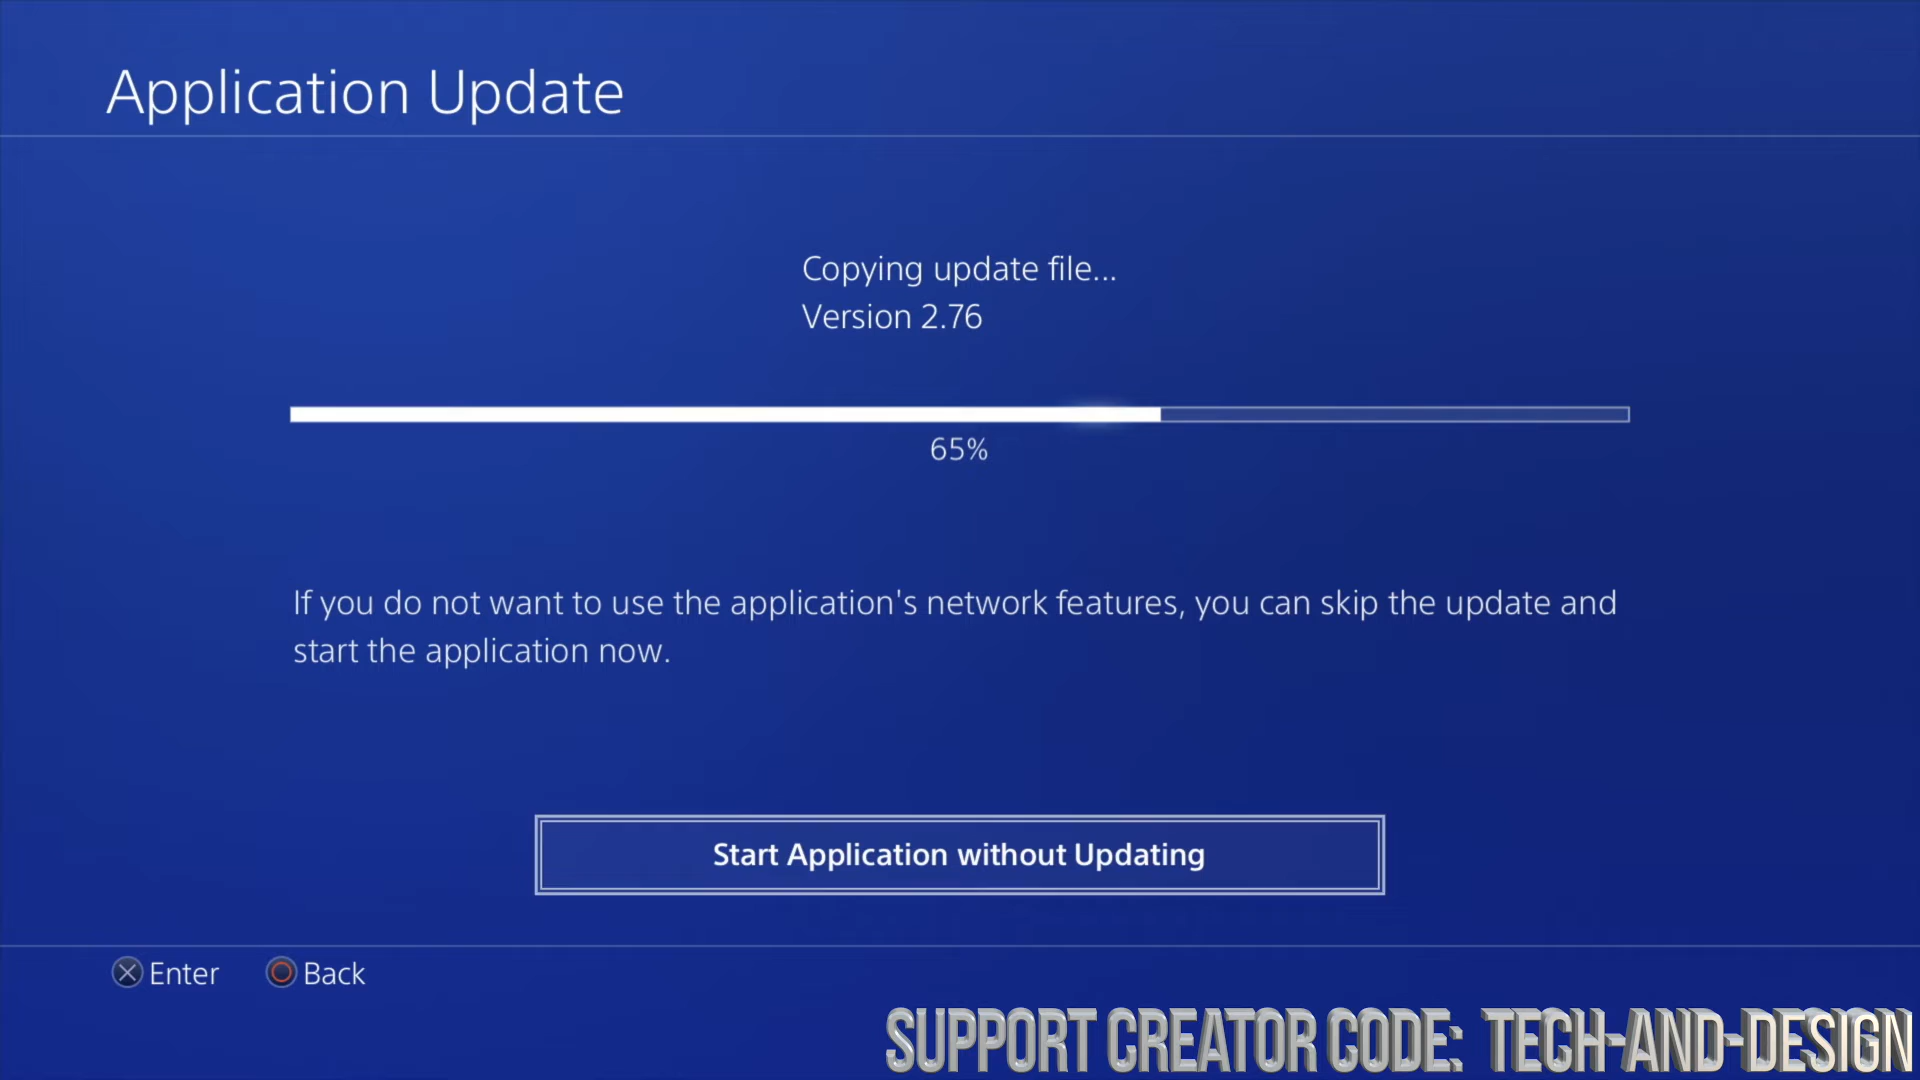 Application Update
Copying update file...
Version 2.76
65%
If you do not want to use the application's network features, you can skip the update and
start the application now.
Start Application without Updating
Enter Back
SUPPORT CREATOR CODE: TECH-AND-DESIGN